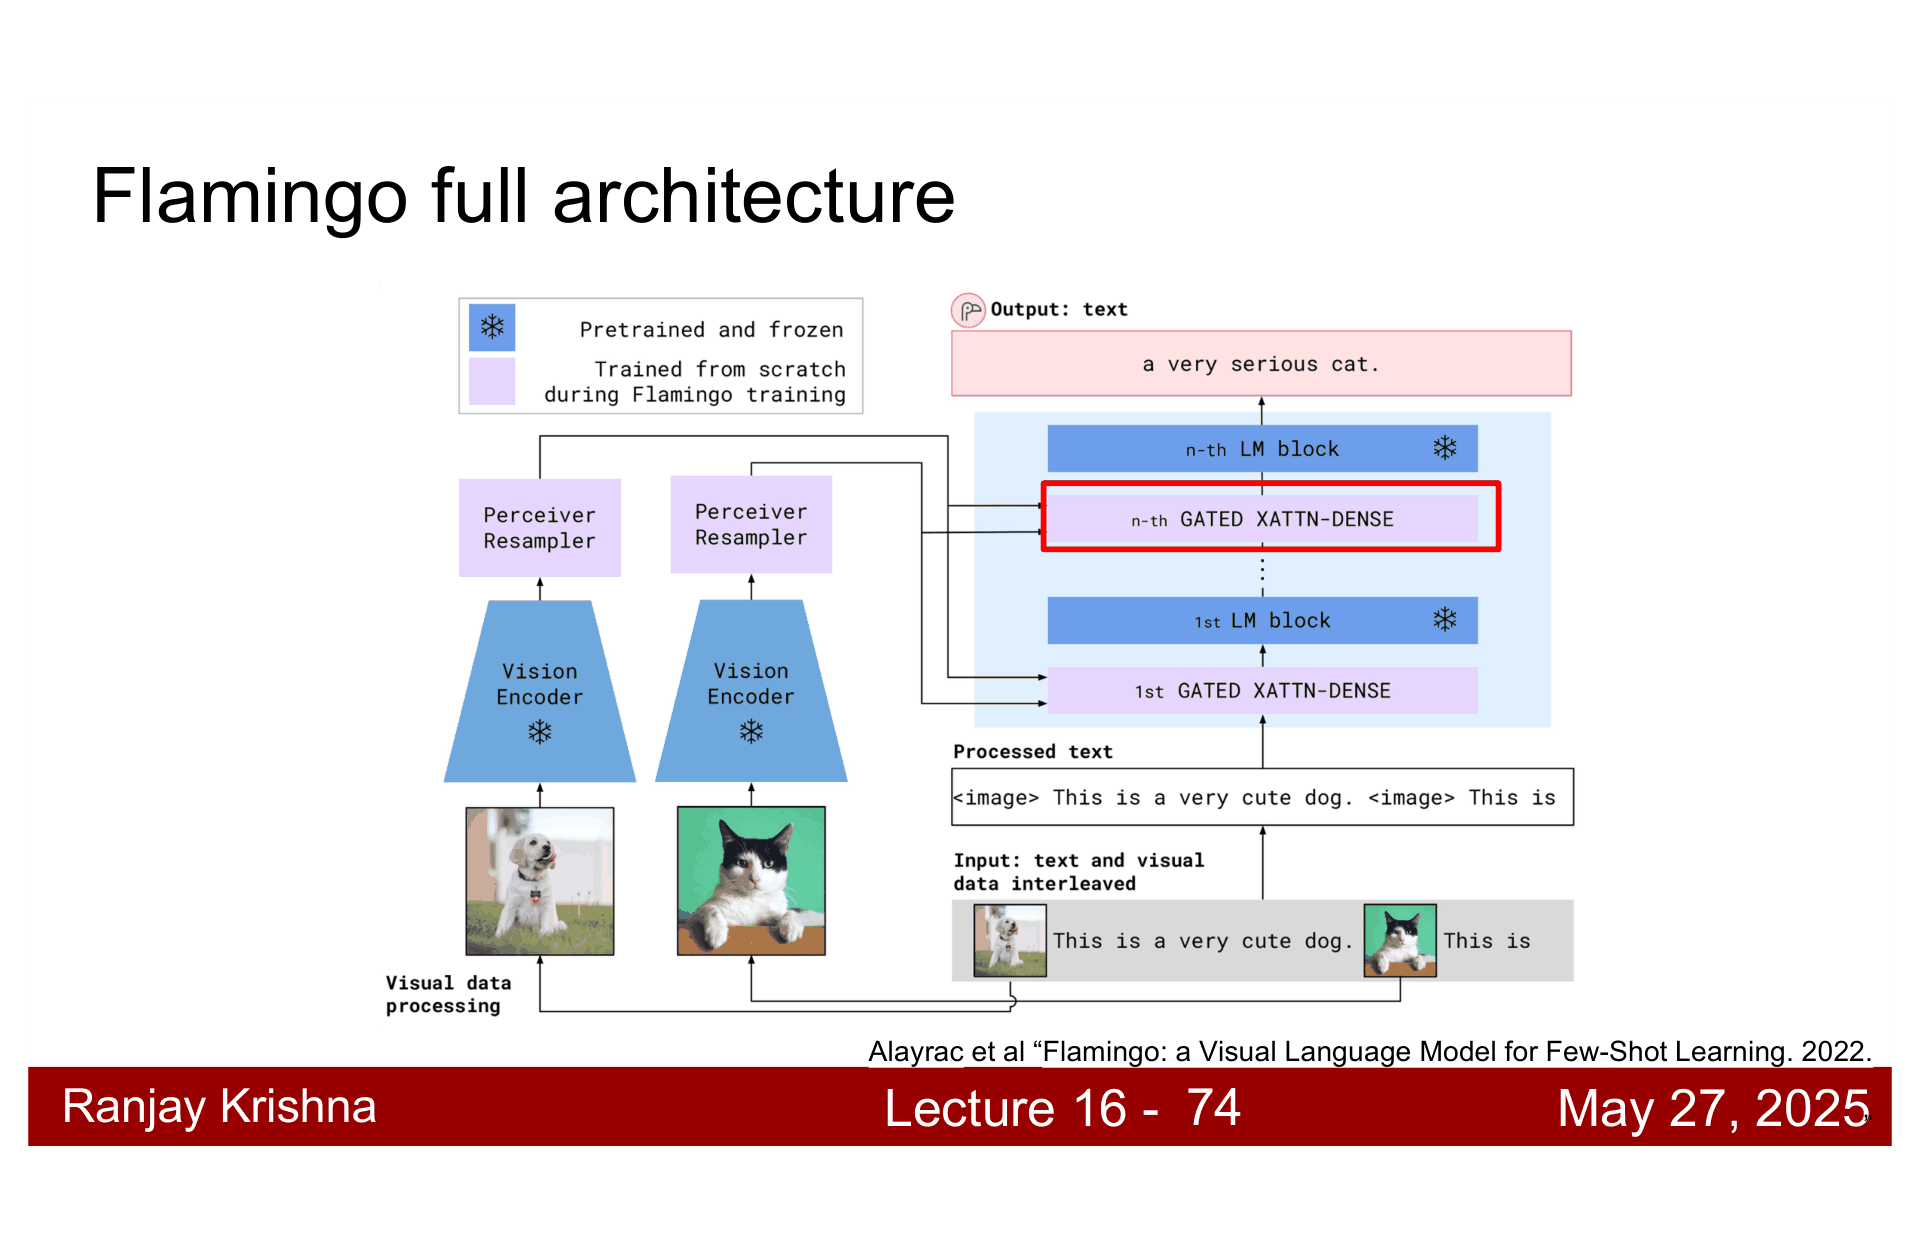 Flamingo full architecture
Pretrained and frozen
Trained from scratch
during Flamingo training
Output: text
a very serious cat.
n-th LM block
n-th GATED XATTN-DENSE
1st LM block
1st GATED XATTN-DENSE
Perceiver
Resampler
Perceiver
Resampler
Vision
Encoder
Vision
Encoder
Processed text
<image> This is a very cute dog. <image> This is
Input: text and visual
data interleaved
This is a very cute dog.
This is
Visual data
processing
Alayrac et al “Flamingo: a Visual Language Model for Few-Shot Learning. 2022.
”
Ranjay Krishna
Lecture 16 - 74
May 27, 2025